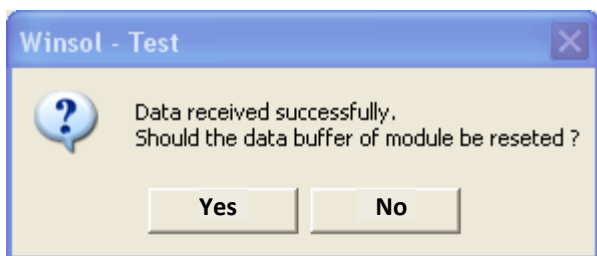 Winsol - Test
Data received successfully.
Should the data buffer of module be reseted ?
Yes No